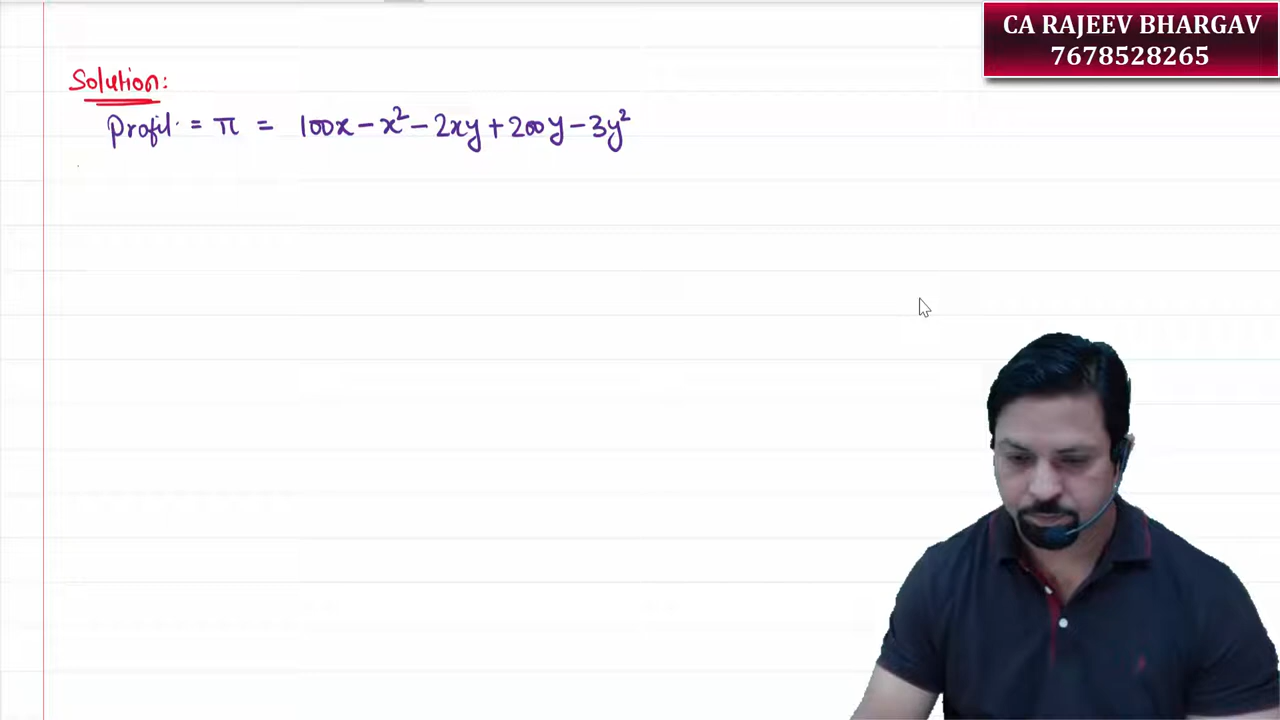 CA RAJEEV BHARGAV
7678528265
Solution:
Profit = π = 100x - x² - 2xy + 200y - 3y²